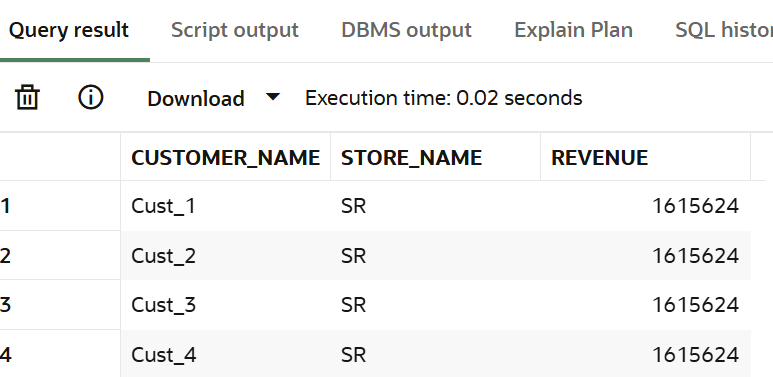 Query result Script output DBMS output Explain Plan SQL histor
Download Execution time: 0.02 seconds
CUSTOMER_NAME STORE_NAME REVENUE
1 Cust_1 SR 1615624
2 Cust_2 SR 1615624
3 Cust_3 SR 1615624
4 Cust_4 SR 1615624